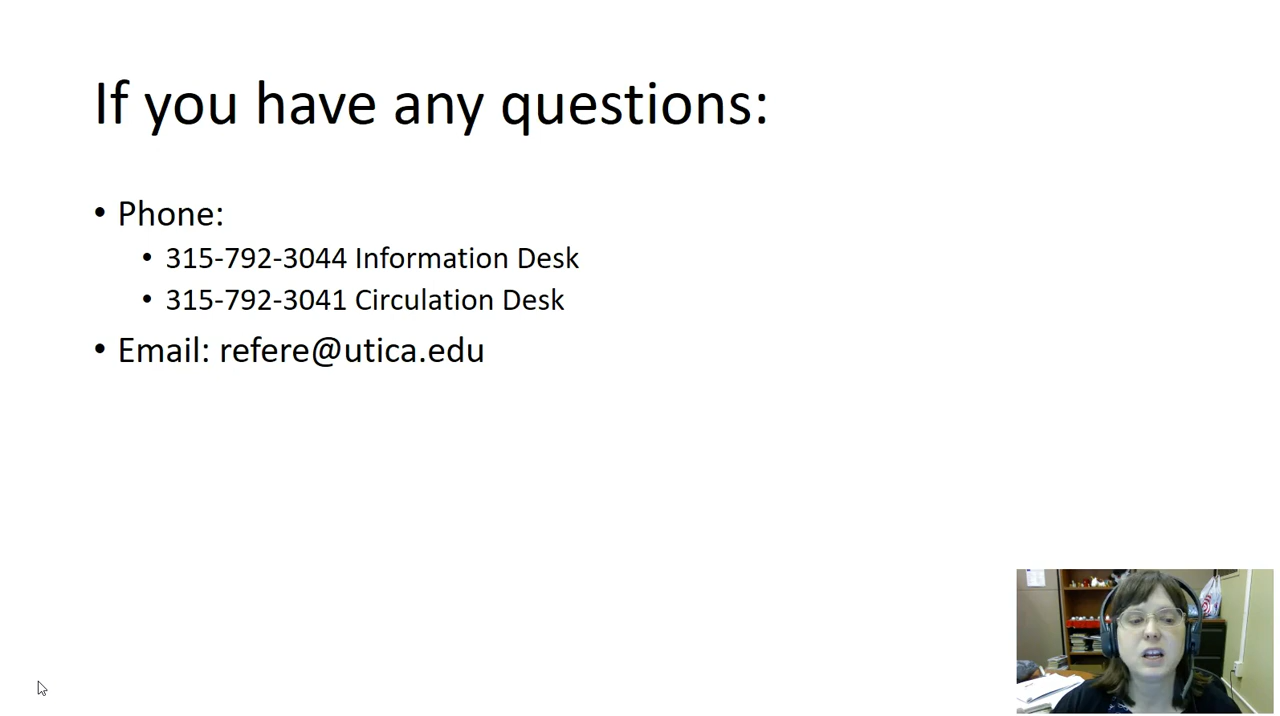 If you have any questions:
• Phone:
• 315-792-3044 Information Desk
• 315-792-3041 Circulation Desk
• Email: refere@utica.edu